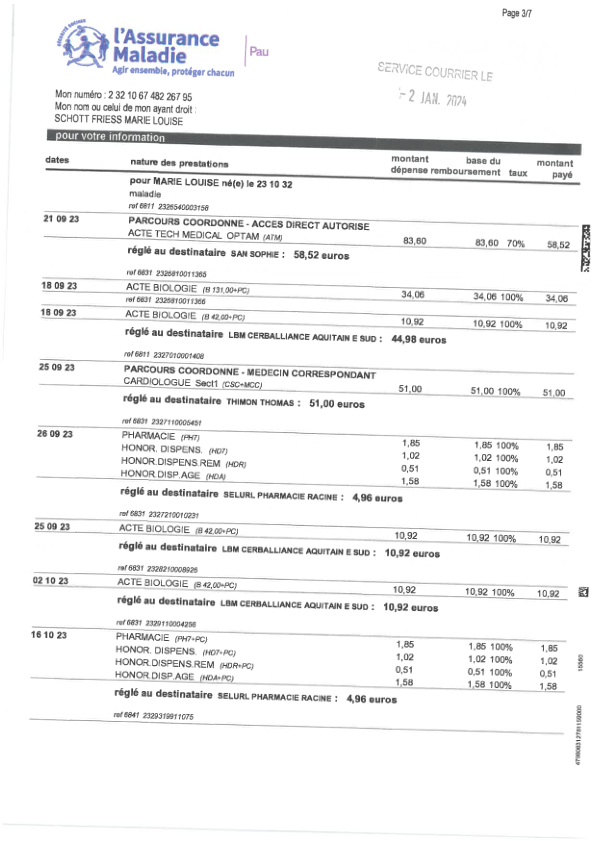 Page 3/7
SÉCURITÉ SOCIALE
l'Assurance
Maladie
Agir ensemble, protéger chacun
Pau
SERVICE COURRIER LE
- 2 JAN. 2024
Mon numéro : 2 32 10 67 482 267 95
Mon nom ou celui de mon ayant droit :
SCHOTT FRIESS MARIE LOUISE
pour votre information
dates nature des prestations montant dépense base du remboursement taux montant payé
pour MARIE LOUISE né(e) le 23 10 32
maladie
ref 6811 2326540003156
21 09 23 PARCOURS COORDONNE - ACCES DIRECT AUTORISE
ACTE TECH MEDICAL OPTAM (ATM) 83,60 83,60 70% 58,52
réglé au destinataire SAN SOPHIE : 58,52 euros
ref 6831 2326810011365
18 09 23 ACTE BIOLOGIE (B 131,00+PC) 34,06 34,06 100% 34,06
ref 6831 2326810011366
18 09 23 ACTE BIOLOGIE (B 42,00+PC) 10,92 10,92 100% 10,92
réglé au destinataire LBM CERBALLIANCE AQUITAIN E SUD : 44,98 euros
ref 6811 2327010001408
25 09 23 PARCOURS COORDONNE - MEDECIN CORRESPONDANT
CARDIOLOGUE Sect1 (CSC+MCC) 51,00 51,00 100% 51,00
réglé au destinataire THIMON THOMAS : 51,00 euros
ref 6831 2327110005451
26 09 23 PHARMACIE (PH7) 1,85 1,85 100% 1,85
HONOR. DISPENS. (HD7) 1,02 1,02 100% 1,02
HONOR.DISPENS.REM (HDR) 0,51 0,51 100% 0,51
HONOR.DISP.AGE (HDA) 1,58 1,58 100% 1,58
réglé au destinataire SELURL PHARMACIE RACINE : 4,96 euros
ref 6831 2327210010231
25 09 23 ACTE BIOLOGIE (B 42,00+PC) 10,92 10,92 100% 10,92
réglé au destinataire LBM CERBALLIANCE AQUITAIN E SUD : 10,92 euros
ref 6831 2328210008926
02 10 23 ACTE BIOLOGIE (B 42,00+PC) 10,92 10,92 100% 10,92
réglé au destinataire LBM CERBALLIANCE AQUITAIN E SUD : 10,92 euros
ref 6831 2329110004256
16 10 23 PHARMACIE (PH7+PC) 1,85 1,85 100% 1,85
HONOR. DISPENS. (HD7+PC) 1,02 1,02 100% 1,02
HONOR.DISPENS.REM (HDR+PC) 0,51 0,51 100% 0,51
HONOR.DISP.AGE (HDA+PC) 1,58 1,58 100% 1,58
réglé au destinataire SELURL PHARMACIE RACINE : 4,96 euros
ref 6841 2329319911075